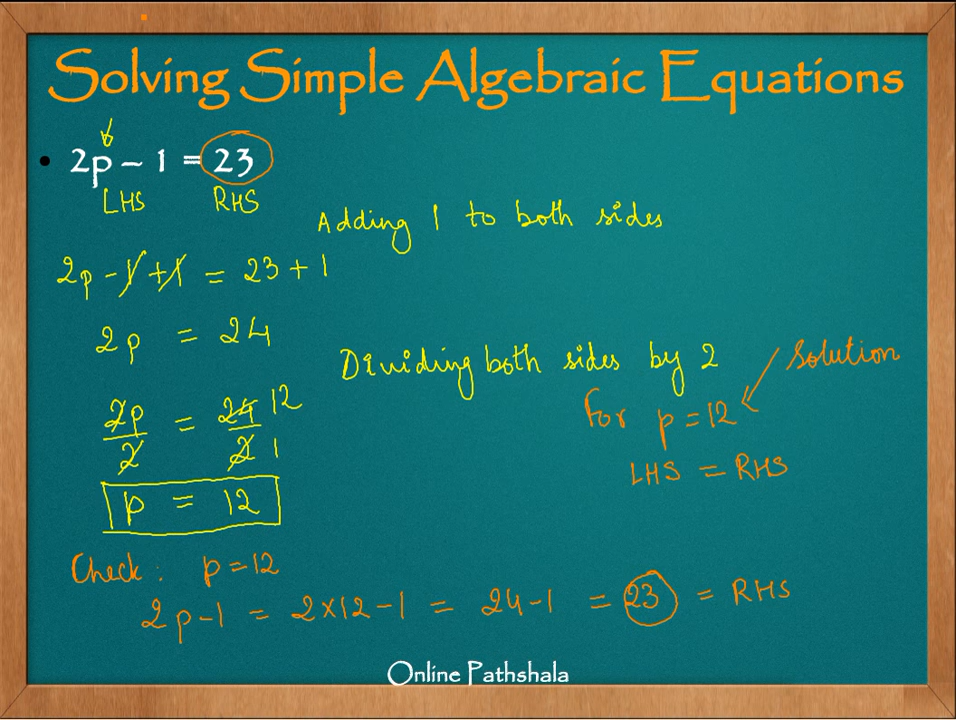 Solving Simple Algebraic Equations
• 2p – 1 = 23
LHS RHS
Adding 1 to both sides
2p - 1 + 1 = 23 + 1
2p = 24
Dividing both sides by 2
Solution
2p/2 = 24/2 12 1
For p = 12
LHS = RHS
p = 12
Check: p = 12
2p-1 = 2×12-1 = 24-1 = 23 = RHS
Online Pathshala